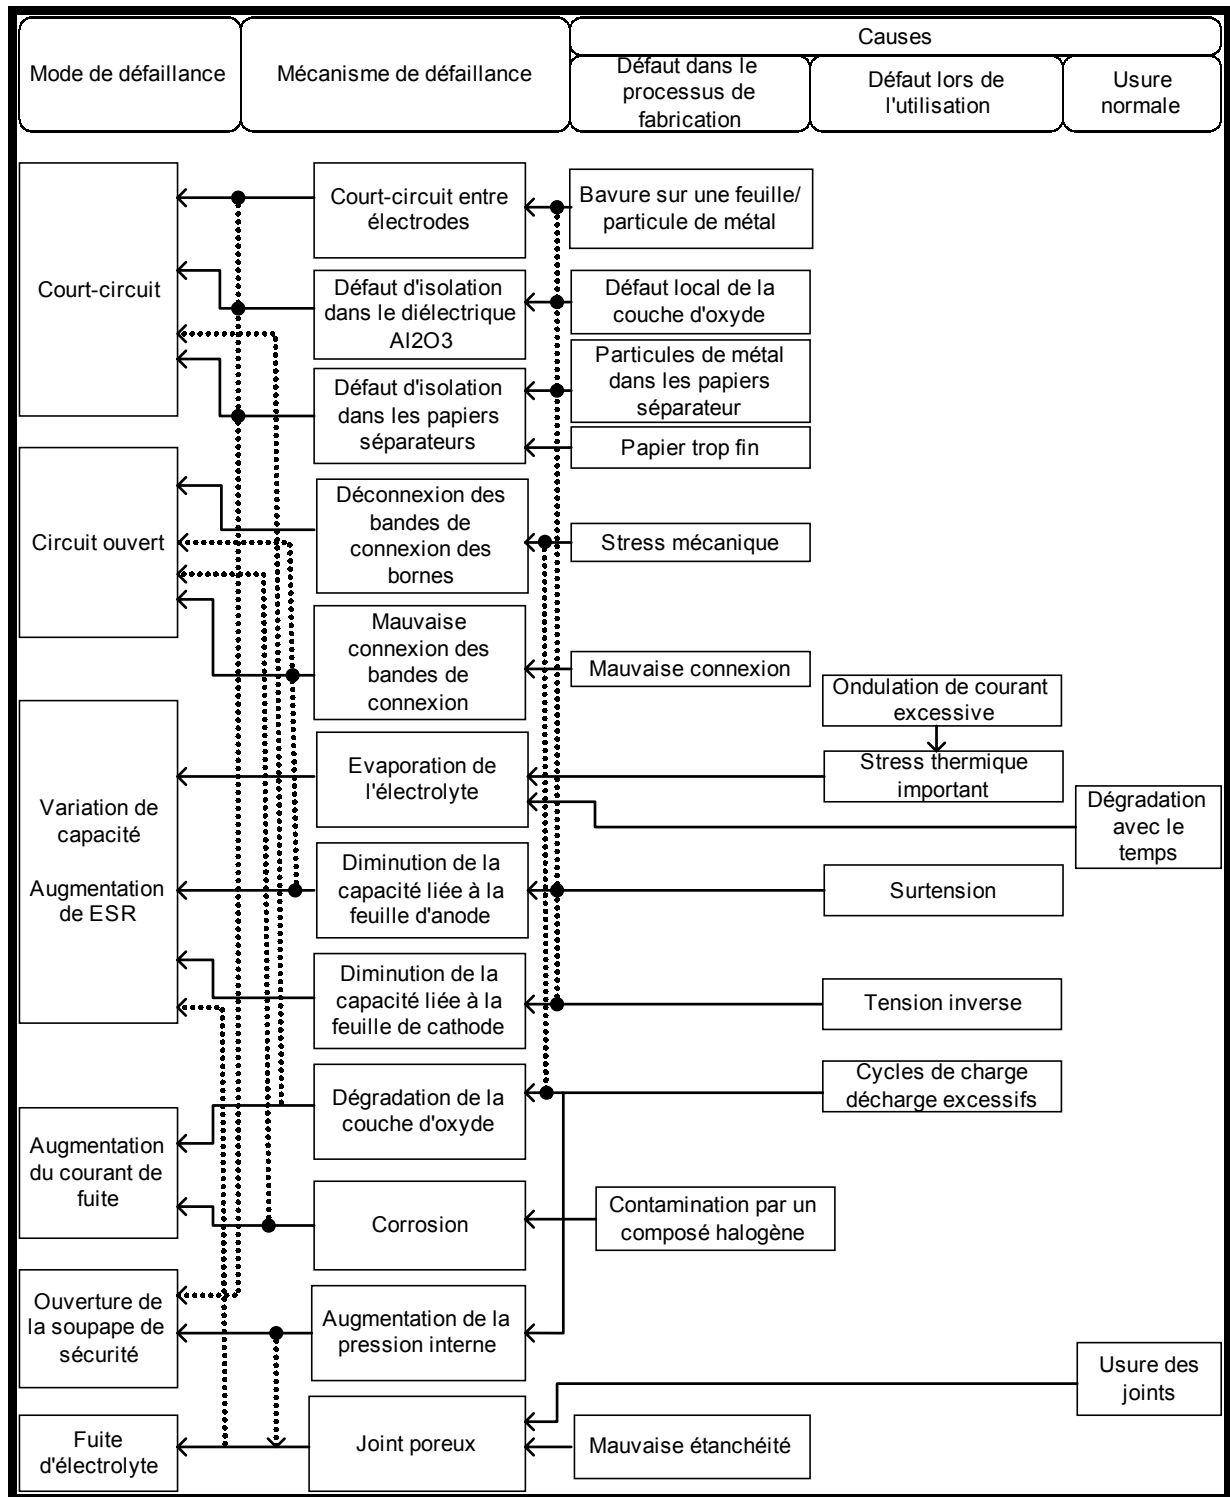 Causes
Mode de défaillance
Mécanisme de défaillance
Défaut dans le
processus de
fabrication
Défaut lors de
l'utilisation
Usure
normale
Court-circuit
Court-circuit entre
électrodes
Bavure sur une feuille/
particule de métal
Défaut d'isolation
dans le diélectrique
Al2O3
Défaut local de la
couche d'oxyde
Défaut d'isolation
dans les papiers
séparateurs
Particules de métal
dans les papiers
séparateur
Papier trop fin
Circuit ouvert
Déconnexion des
bandes de
connexion des
bornes
Stress mécanique
Mauvaise
connexion des
bandes de
connexion
Mauvaise connexion
Ondulation de courant
excessive
Variation de
capacité
Augmentation
de ESR
Evaporation de
l'électrolyte
Stress thermique
important
Dégradation
avec le
temps
Diminution de la
capacité liée à la
feuille d'anode
Surtension
Diminution de la
capacité liée à la
feuille de cathode
Tension inverse
Dégradation de la
couche d'oxyde
Cycles de charge
décharge excessifs
Augmentation
du courant de
fuite
Corrosion
Contamination par un
composé halogène
Ouverture de
la soupape de
sécurité
Augmentation de la
pression interne
Usure des
joints
Fuite
d'électrolyte
Joint poreux
Mauvaise étanchéité